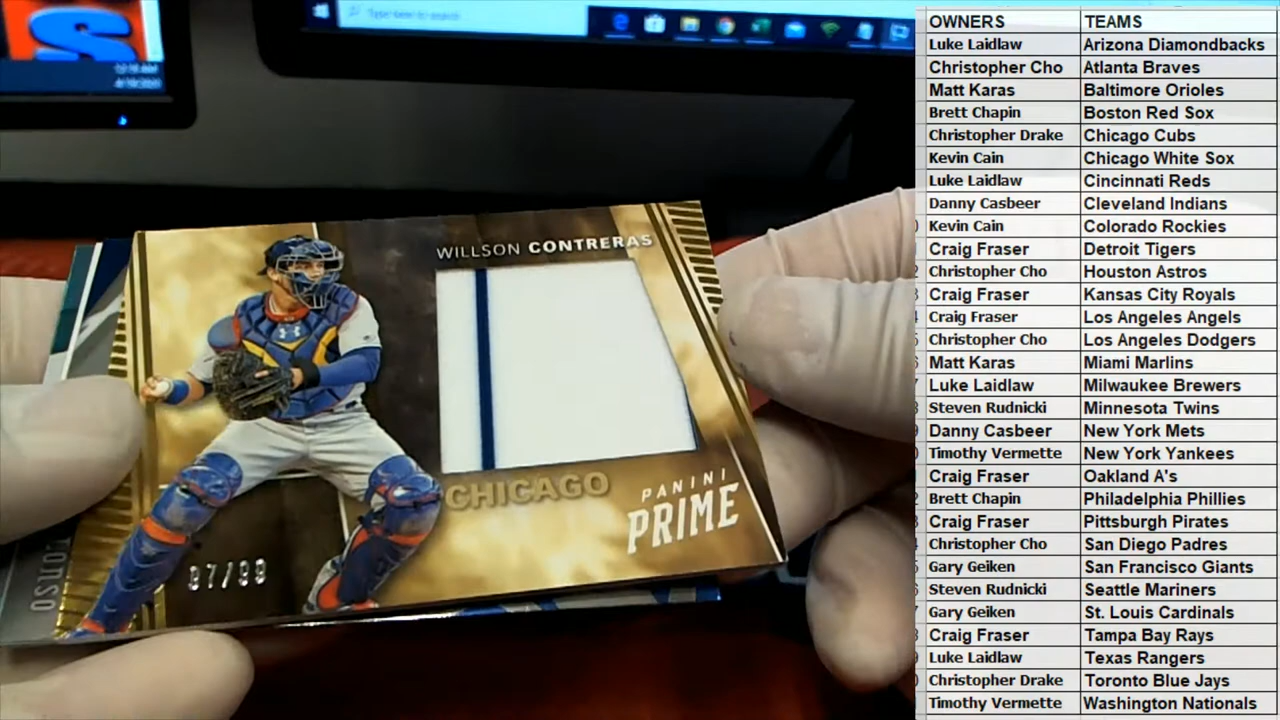 S
Type here to search
WILLSON CONTRERAS
CHICAGO
PANINI
PRIME
97/99
OWNERS TEAMS
Luke Laidlaw Arizona Diamondbacks
Christopher Cho Atlanta Braves
Matt Karas Baltimore Orioles
Brett Chapin Boston Red Sox
Christopher Drake Chicago Cubs
Kevin Cain Chicago White Sox
Luke Laidlaw Cincinnati Reds
Danny Casbeer Cleveland Indians
Kevin Cain Colorado Rockies
Craig Fraser Detroit Tigers
Christopher Cho Houston Astros
Craig Fraser Kansas City Royals
Craig Fraser Los Angeles Angels
Christopher Cho Los Angeles Dodgers
Matt Karas Miami Marlins
Luke Laidlaw Milwaukee Brewers
Steven Rudnicki Minnesota Twins
Danny Casbeer New York Mets
Timothy Vermette New York Yankees
Craig Fraser Oakland A's
Brett Chapin Philadelphia Phillies
Craig Fraser Pittsburgh Pirates
Christopher Cho San Diego Padres
Gary Geiken San Francisco Giants
Steven Rudnicki Seattle Mariners
Gary Geiken St. Louis Cardinals
Craig Fraser Tampa Bay Rays
Luke Laidlaw Texas Rangers
Christopher Drake Toronto Blue Jays
Timothy Vermette Washington Nationals